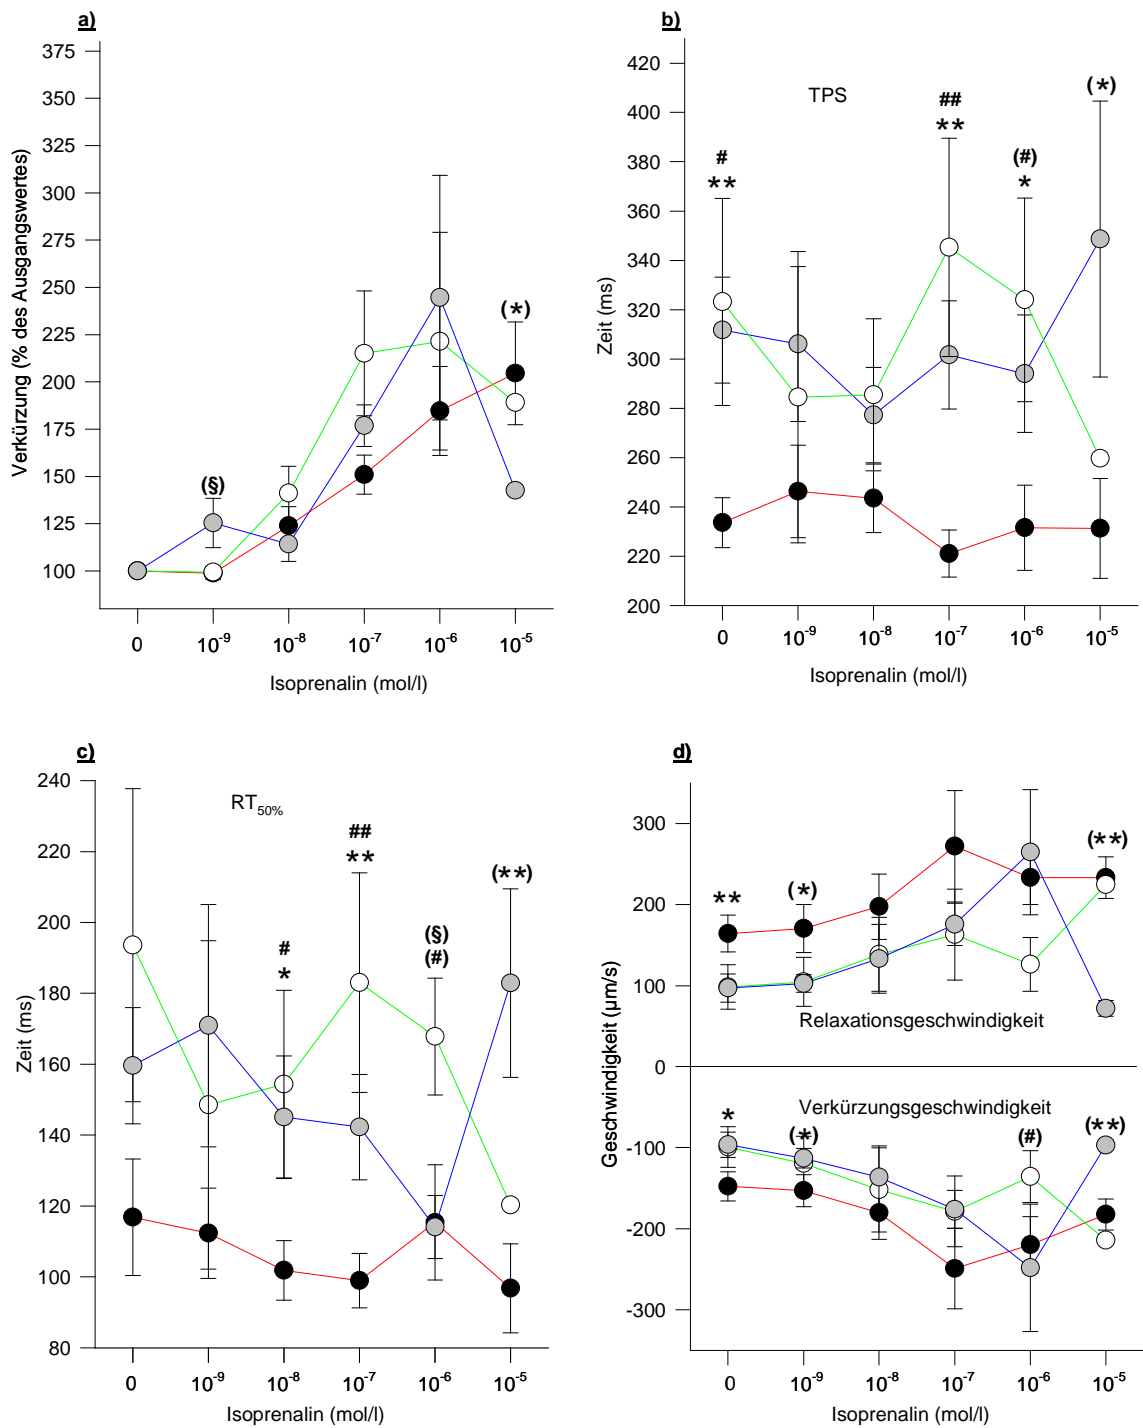 a)
Verkürzung (% des Ausgangswertes)
375
350
325
300
275
250
225
200
175
150
125
100
(§)
(*)
0 10⁻⁹ 10⁻⁸ 10⁻⁷ 10⁻⁶ 10⁻⁵
Isoprenalin (mol/l)
b)
TPS
Zeit (ms)
420
400
380
360
340
320
300
280
260
240
220
200
#
**
##
**
(#)
*
(*)
0 10⁻⁹ 10⁻⁸ 10⁻⁷ 10⁻⁶ 10⁻⁵
Isoprenalin (mol/l)
c)
RT50%
Zeit (ms)
240
220
200
180
160
140
120
100
80
#
*
##
**
(§)
(#)
(**)
0 10⁻⁹ 10⁻⁸ 10⁻⁷ 10⁻⁶ 10⁻⁵
Isoprenalin (mol/l)
d)
Geschwindigkeit (µm/s)
300
200
100
0
-100
-200
-300
** (*) (**)
Relaxationsgeschwindigkeit
Verkürzungsgeschwindigkeit
* (*) (#) (**)
0 10⁻⁹ 10⁻⁸ 10⁻⁷ 10⁻⁶ 10⁻⁵
Isoprenalin (mol/l)